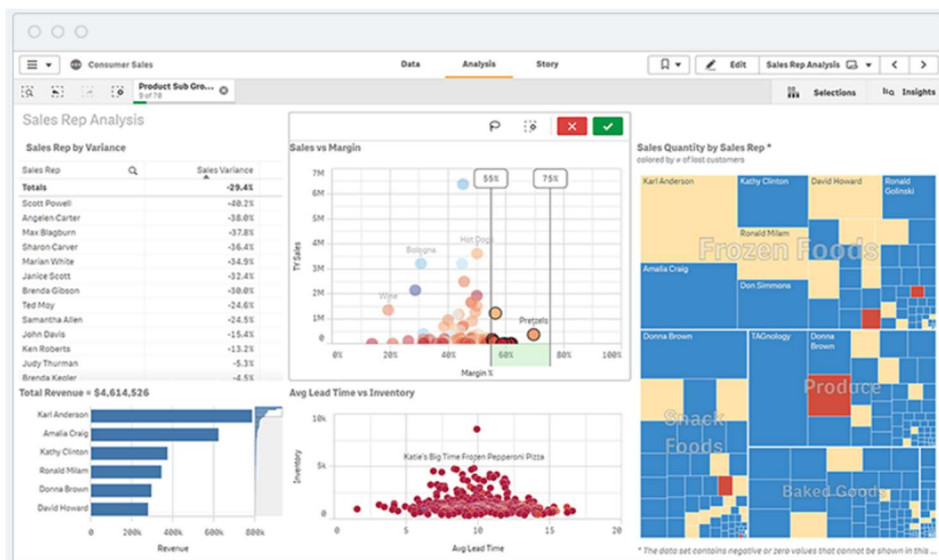 Consumer Sales
Data
Analysis
Story
Edit
Sales Rep Analysis
Product Sub Gro...
9 of 70
Selections
Insights
Sales Rep Analysis
Sales Rep by Variance
Sales Rep Sales Variance
Totals -29.4%
Scott Powell -40.2%
Angelen Carter -38.0%
Max Blagburn -37.8%
Sharon Carver -36.4%
Marian White -34.9%
Janice Scott -32.4%
Brenda Gibson -30.0%
Ted Moy -24.6%
Samantha Allen -24.5%
John Davis -15.4%
Ken Roberts -13.2%
Judy Thurman -5.3%
Brenda Kegler -4.5%
Sales vs Margin
7M
6M
5M
4M
3M
2M
1M
0
TY Sales
55%
75%
Bologna
Hot Dogs
Wine
Pretzels
0% 20% 40% 60% 80% 100%
Margin %
Sales Quantity by Sales Rep *
colored by # of lost customers
Karl Anderson
Kathy Clinton
David Howard
Ronald
Golinski
Ronald Milam
Frozen Foods
Amalia Craig
Don Simmons
Donna Brown
TAGnology
Donna
Brown
Produce
Snack
Foods
Baked Goods
* The data set contains negative or zero values that cannot be shown in this ...
Total Revenue = $4,614,526
Karl Anderson
Amalia Craig
Kathy Clinton
Ronald Milam
Donna Brown
David Howard
0 200k 400k 600k 800k
Revenue
Avg Lead Time vs Inventory
10k
5k
0
Inventory
Katie's Big Time Frozen Pepperoni Pizza
0 5 10 15 20
Avg Lead Time